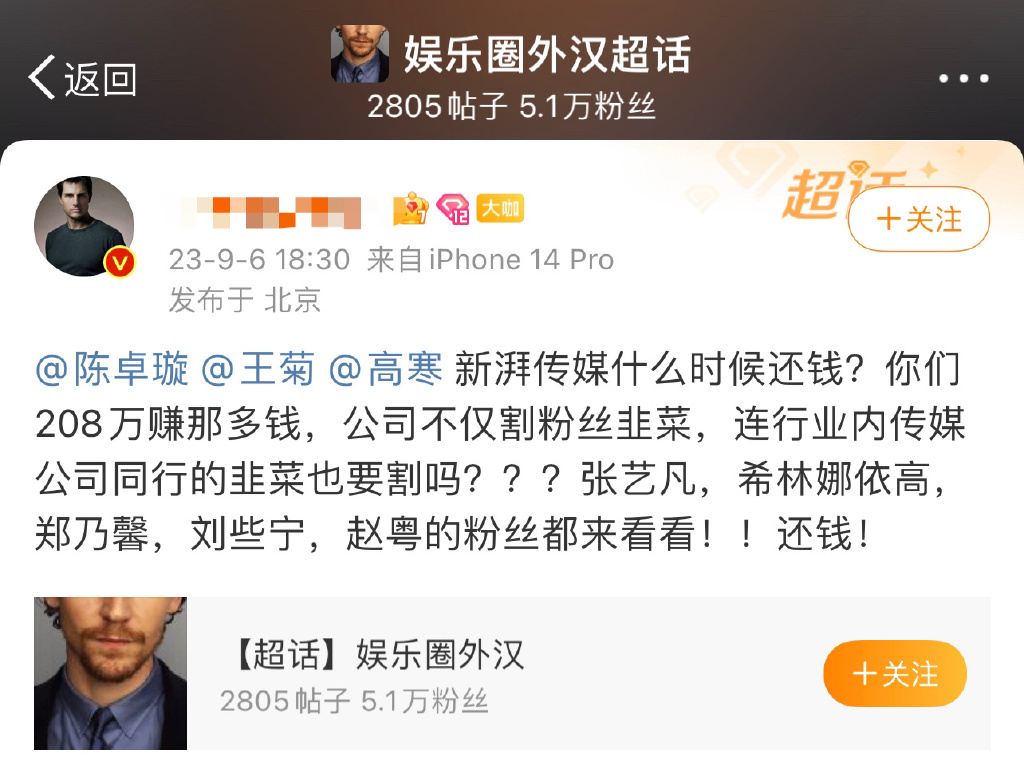 返回
娱乐圈外汉超话
2805帖子 5.1万粉丝
超话
7
12
大咖
+关注
23-9-6 18:30 来自 iPhone 14 Pro
发布于 北京
@陈卓璇 @王菊 @高寒 新湃传媒什么时候还钱？你们
208万赚那多钱，公司不仅割粉丝韭菜，连行业内传媒
公司同行的韭菜也要割吗？？？张艺凡，希林娜依高，
郑乃馨，刘些宁，赵粤的粉丝都来看看！！还钱！
【超话】娱乐圈外汉
2805帖子 5.1万粉丝
+关注